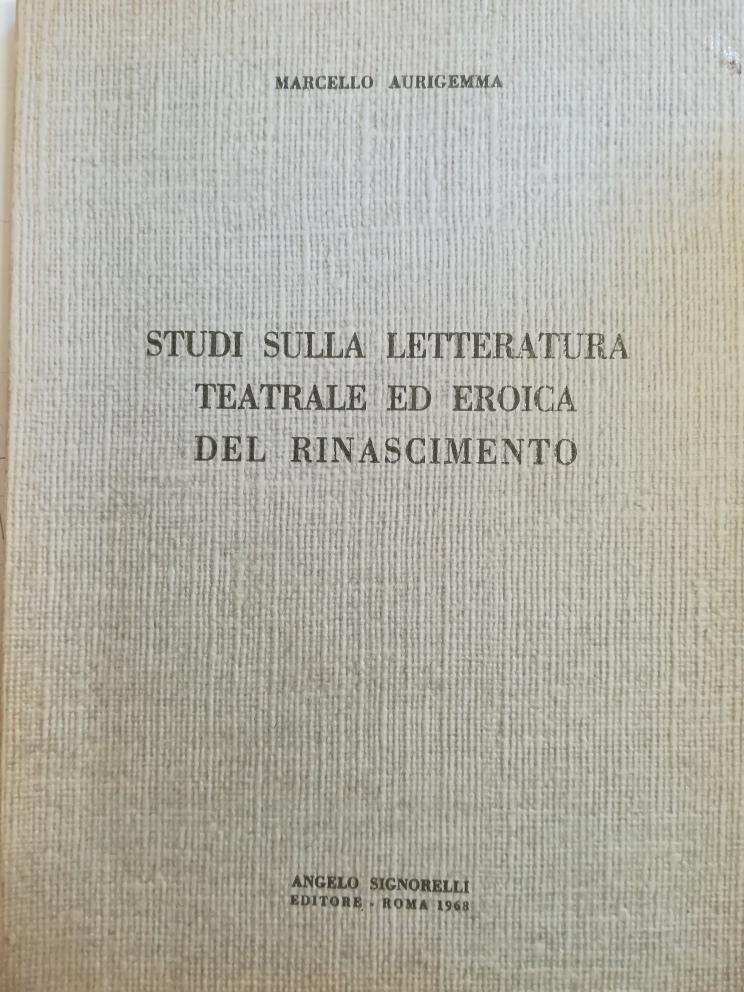 MARCELLO AURIGEMMA
STUDI SULLA LETTERATURA
TEATRALE ED EROICA
DEL RINASCIMENTO
ANGELO SIGNORELLI
EDITORE - ROMA 1968